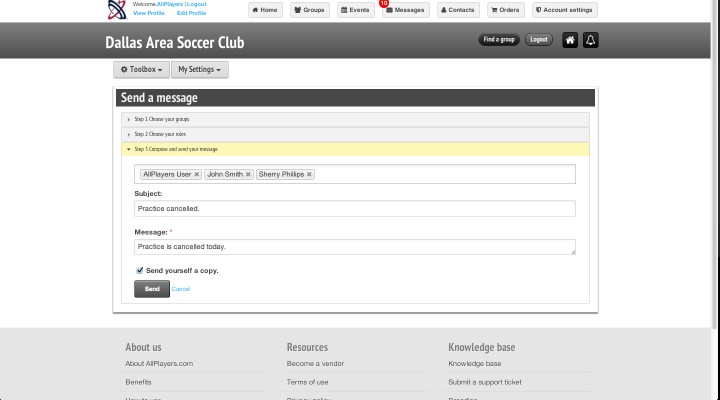 Welcome,AllPlayers | Logout
View Profile Edit Profile
Home Groups Events 10 Messages Contacts Orders Account settings
Dallas Area Soccer Club
Find a group Logout
Toolbox My Settings
Send a message
Step 1 Choose your groups
Step 2 Choose your roles
Step 3 Compose and send your message
AllPlayers User × John Smith × Sherry Phillips ×
Subject:
Practice cancelled.
Message: *
Practice is cancelled today.
Send yourself a copy.
Send Cancel
About us Resources Knowledge base
About AllPlayers.com Become a vendor Knowledge base
Benefits Terms of use Submit a support ticket